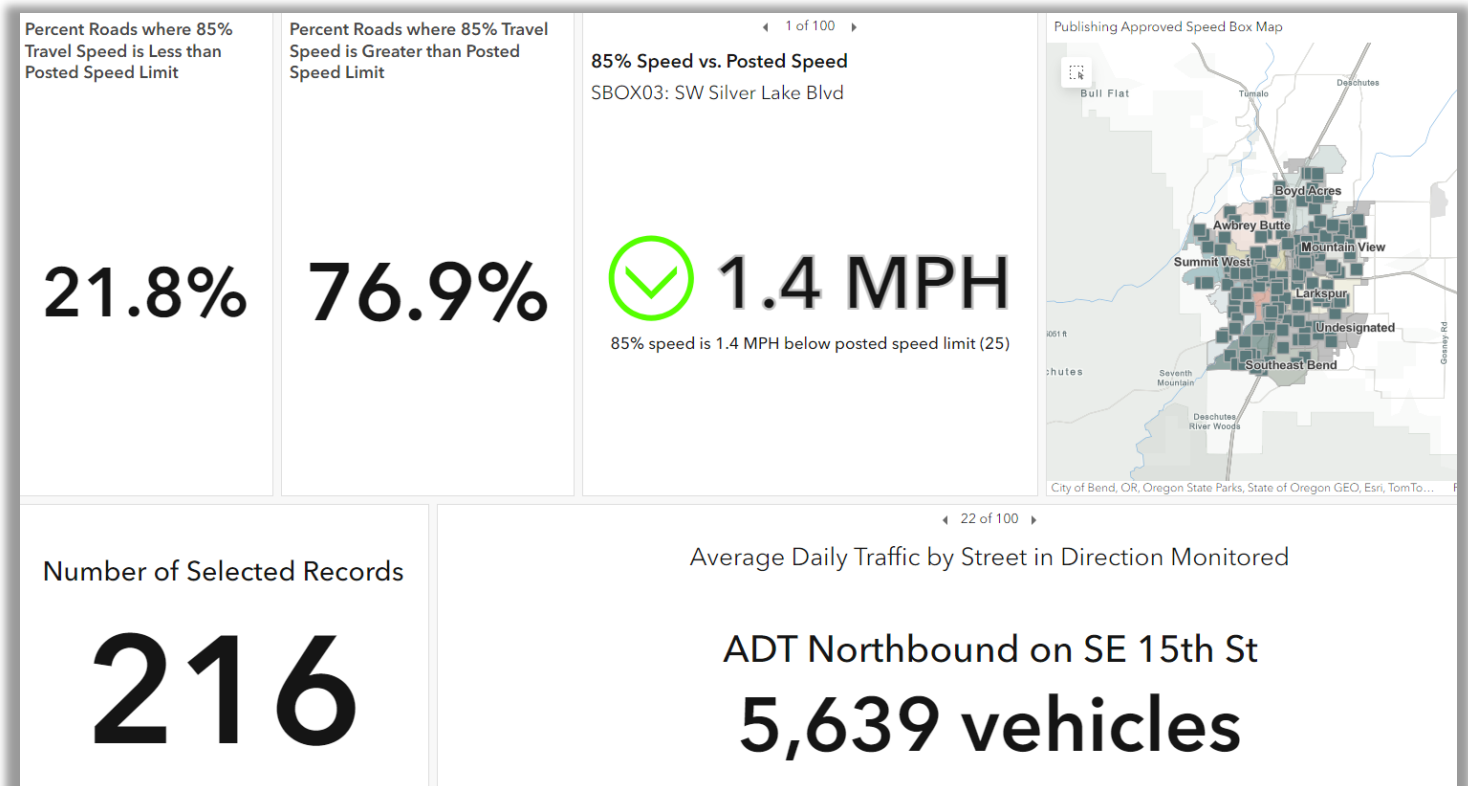 Percent Roads where 85%
Travel Speed is Less than
Posted Speed Limit
21.8%
Percent Roads where 85% Travel
Speed is Greater than Posted
Speed Limit
76.9%
1 of 100
85% Speed vs. Posted Speed
SBOX03: SW Silver Lake Blvd
1.4 MPH
85% speed is 1.4 MPH below posted speed limit (25)
Publishing Approved Speed Box Map
Deschutes
Bull Flat
Tumalo
Boyd Acres
Awbrey Butte
Mountain View
Summit West
Larkspur
Undesignated
Southeast Bend
Gosney Rd
Seventh
Mountain
Deschutes
River Woods
City of Bend, OR, Oregon State Parks, State of Oregon GEO, Esri, TomTo...
Number of Selected Records
216
22 of 100
Average Daily Traffic by Street in Direction Monitored
ADT Northbound on SE 15th St
5,639 vehicles